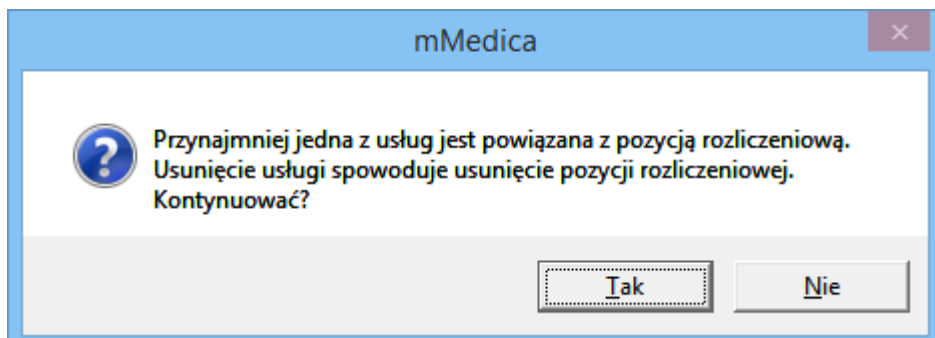 mMedica
Przynajmniej jedna z usług jest powiązana z pozycją rozliczeniową.
Usunięcie usługi spowoduje usunięcie pozycji rozliczeniowej.
Kontynuować?
Tak
Nie